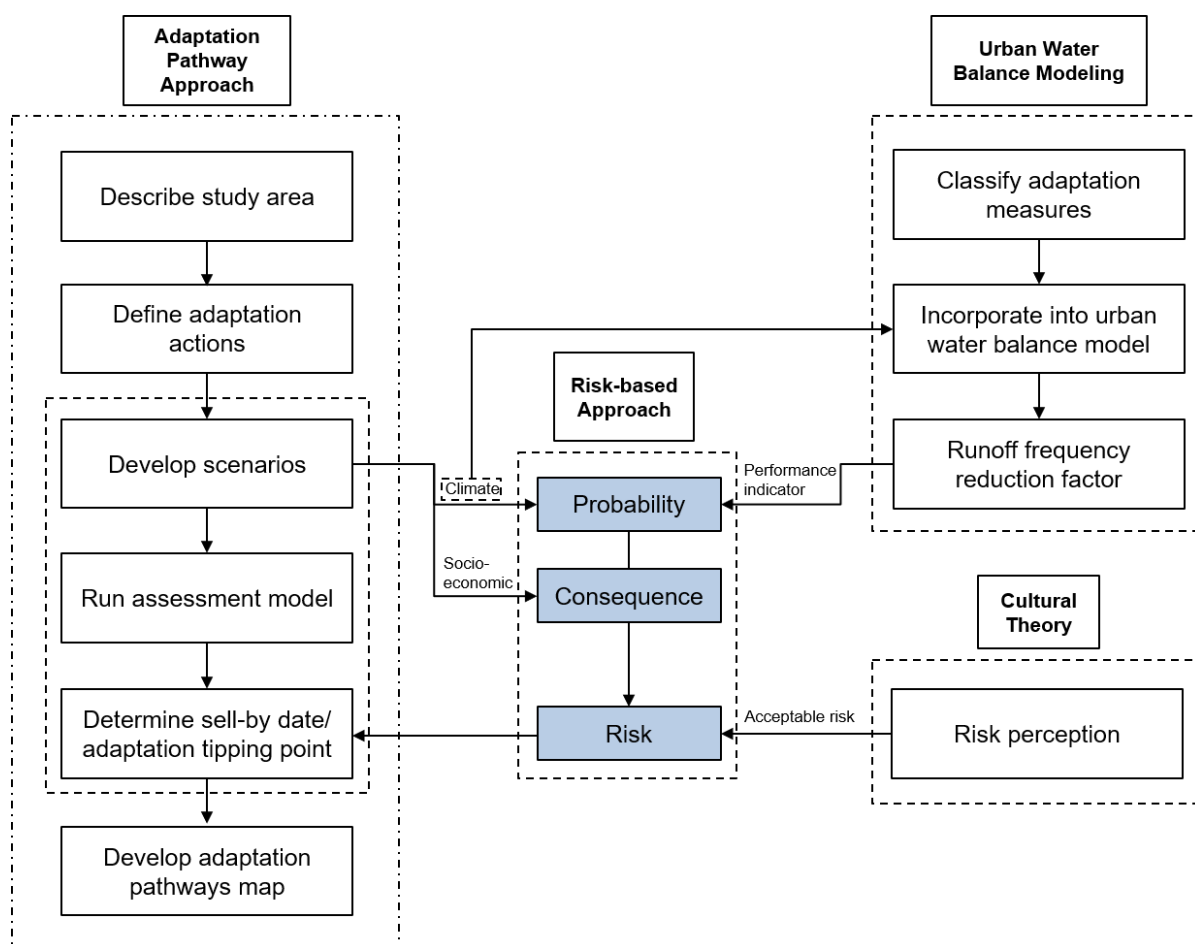 Adaptation
Pathway
Approach
Describe study area
Define adaptation
actions
Develop scenarios
Run assessment model
Determine sell-by date/
adaptation tipping point
Develop adaptation
pathways map
Climate
Socio-
economic
Risk-based
Approach
Probability
Consequence
Risk
Performance
indicator
Acceptable risk
Urban Water
Balance Modeling
Classify adaptation
measures
Incorporate into urban
water balance model
Runoff frequency
reduction factor
Cultural
Theory
Risk perception